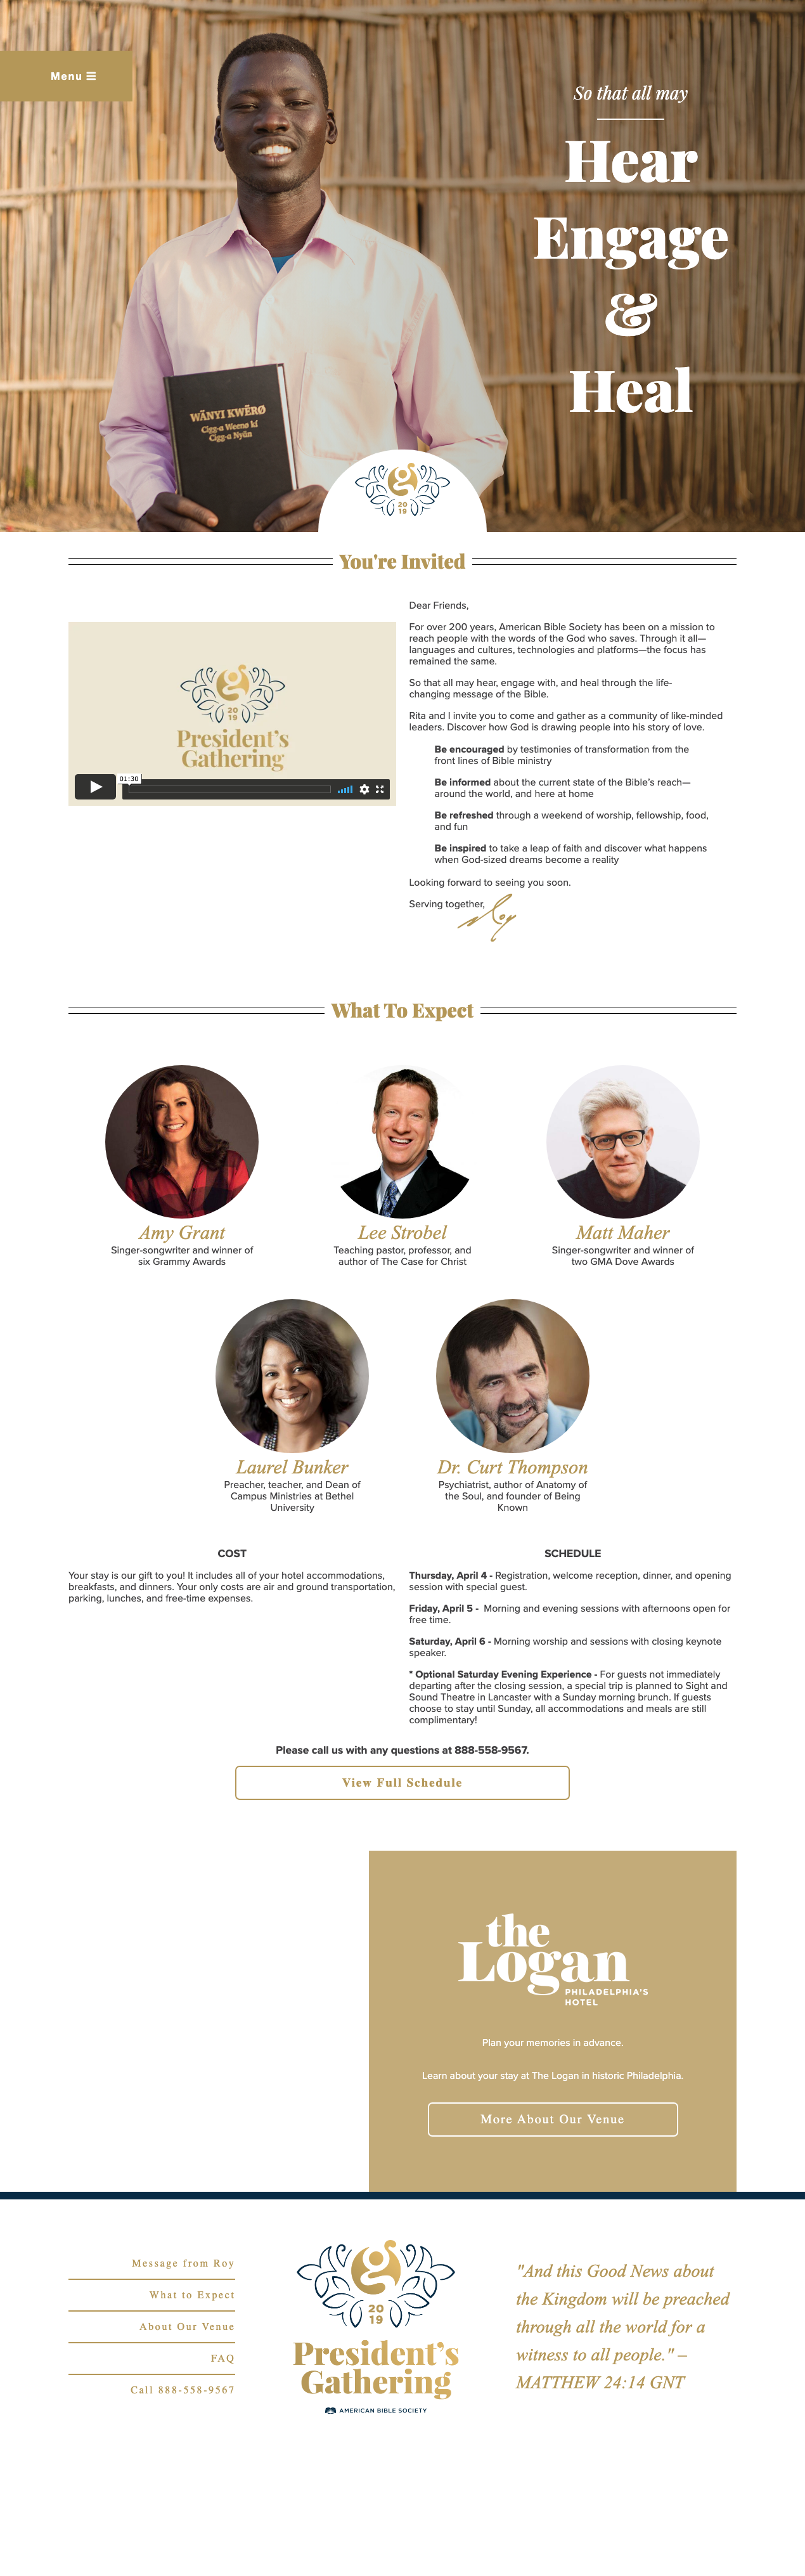 Menu
So that all may
Hear
Engage
&
Heal
WÄNYI KWËRØ
Cigg-a Weenø kï
Cigg-a Nyän
20
19
You're Invited
Dear Friends,
For over 200 years, American Bible Society has been on a mission to
reach people with the words of the God who saves. Through it all—
languages and cultures, technologies and platforms—the focus has
remained the same.
So that all may hear, engage with, and heal through the life-
changing message of the Bible.
Rita and I invite you to come and gather as a community of like-minded
leaders. Discover how God is drawing people into his story of love.
Be encouraged by testimonies of transformation from the
front lines of Bible ministry
Be informed about the current state of the Bible's reach—
around the world, and here at home
Be refreshed through a weekend of worship, fellowship, food,
and fun
Be inspired to take a leap of faith and discover what happens
when God-sized dreams become a reality
Looking forward to seeing you soon.
Serving together,
Roy
20
19
President's
Gathering
01:30
What To Expect
Amy Grant
Singer-songwriter and winner of
six Grammy Awards
Lee Strobel
Teaching pastor, professor, and
author of The Case for Christ
Matt Maher
Singer-songwriter and winner of
two GMA Dove Awards
Laurel Bunker
Preacher, teacher, and Dean of
Campus Ministries at Bethel
University
Dr. Curt Thompson
Psychiatrist, author of Anatomy of
the Soul, and founder of Being
Known
COST
Your stay is our gift to you! It includes all of your hotel accommodations,
breakfasts, and dinners. Your only costs are air and ground transportation,
parking, lunches, and free-time expenses.
SCHEDULE
Thursday, April 4 - Registration, welcome reception, dinner, and opening
session with special guest.
Friday, April 5 - Morning and evening sessions with afternoons open for
free time.
Saturday, April 6 - Morning worship and sessions with closing keynote
speaker.
* Optional Saturday Evening Experience - For guests not immediately
departing after the closing session, a special trip is planned to Sight and
Sound Theatre in Lancaster with a Sunday morning brunch. If guests
choose to stay until Sunday, all accommodations and meals are still
complimentary!
Please call us with any questions at 888-558-9567.
View Full Schedule
the
Logan
PHILADELPHIA'S
HOTEL
Plan your memories in advance.
Learn about your stay at The Logan in historic Philadelphia.
More About Our Venue
Message from Roy
What to Expect
About Our Venue
FAQ
Call 888-558-9567
20
19
President's
Gathering
AMERICAN BIBLE SOCIETY
"And this Good News about
the Kingdom will be preached
through all the world for a
witness to all people." –
MATTHEW 24:14 GNT